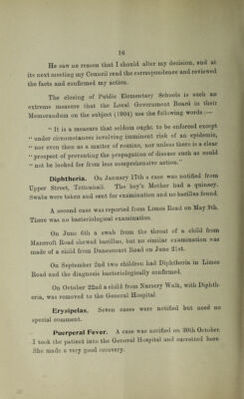 16
He saw no reason that I should alter my decision, and at
its next meeting my Council read the correspondence and reviewed
the facts and confirmed my action.
The closing of Public Elementary Schools is such an
extreme measure that the Local Government Board in their
Memorandum on the subject (1904) use the following words :—
" It is a measure that seldom ought to be enforced except
" under circumstances involving imminent risk of an epidemic,
" nor even then as a matter of routine, nor unless there is a clear
" prospect of preventing the propagation of disease such as could
" not be looked for from less comprehensive action."
Diphtheria. On January 17th a case was notified from
Upper Street, Tettenhall. The boy's Mother had a quinsey.
Swabs were taken and sent for examination and no bacillus found.
A second case was reported from Limes Road on May 9th.
There was no bacteriological examination.
On June 6th a swab from the throat of a child from
Mancroft Road shewed bacillus, but no similar examination was
made of a child from Danescourt Road on June 21st.
On September 2nd two children had Diphtheria in Limes
Road and the diagnosis bacteriologically confirmed.
On October 22nd a child from Nursery Walk, with Diphth-
eria, was removed to the General Hospital
Erysipelas. Seven cases were notified but need no
special comment.
Puerperal Fever. A case was notified on 30th October.
I took the patient into the General Hospital and curretted her.
She made a very good recovery.